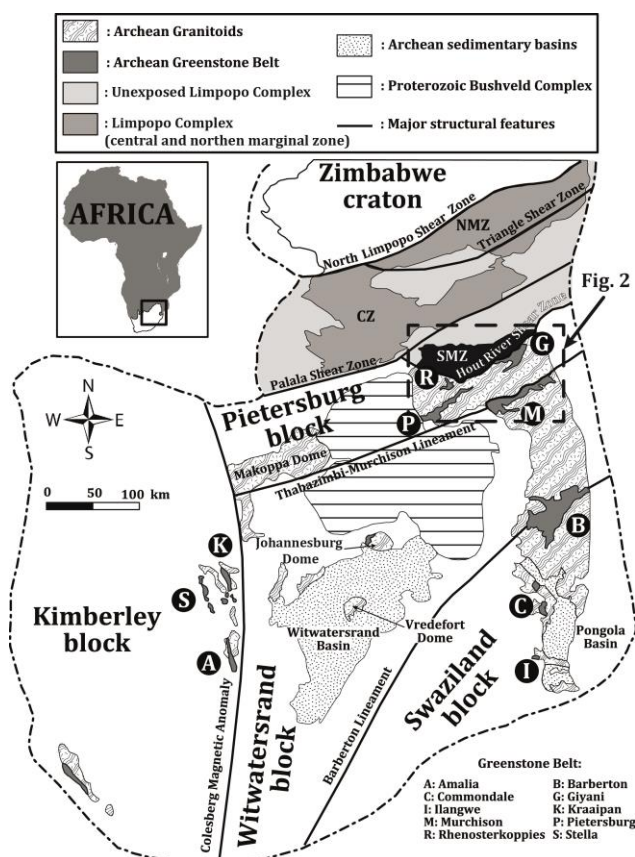 : Archean Granitoids
: Archean Greenstone Belt
: Unexposed Limpopo Complex
: Limpopo Complex
(central and northen marginal zone)
: Archean sedimentary basins
: Proterozoic Bushveld Complex
: Major structural features
AFRICA
Zimbabwe
craton
North Limpopo Shear Zone
NMZ
Triangle Shear Zone
Fig. 2
CZ
SMZ
Hout River Shear Zone
G
R
Palala Shear Zone
P
M
Pietersburg
block
N
W E
S
0 50 100 km
Makoppa Dome
Thabazimbi-Murchison Lineament
B
K
Johannesburg
Dome
S
Kimberley
block
Vredefort
Dome
Witwatersrand
Basin
C
Pongola
Basin
A
I
Colesberg Magnetic Anomaly
Witwatersrand
block
Barberton Lineament
Swaziland
block
Greenstone Belt:
A: Amalia B: Barberton
C: Commondale G: Giyani
I: Ilangwe K: Kraaipan
M: Murchison P: Pietersburg
R: Rhenosterkoppies S: Stella